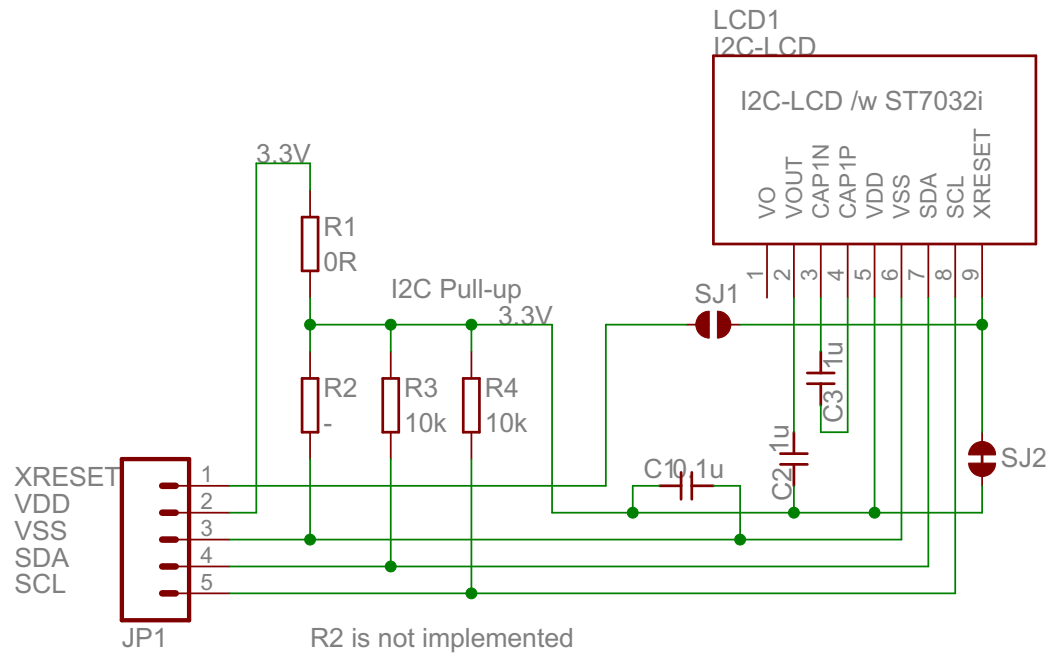 LCD1
I2C-LCD
I2C-LCD /w ST7032i
VO
VOUT
CAP1N
CAP1P
VDD
VSS
SDA
SCL
XRESET
1
2
3
4
5
6
7
8
9
3.3V
R1
0R
I2C Pull-up
3.3V
SJ1
R2
-
R3
10k
R4
10k
C3
1u
C2
1u
C1
0.1u
SJ2
XRESET
VDD
VSS
SDA
SCL
1
2
3
4
5
JP1
R2 is not implemented